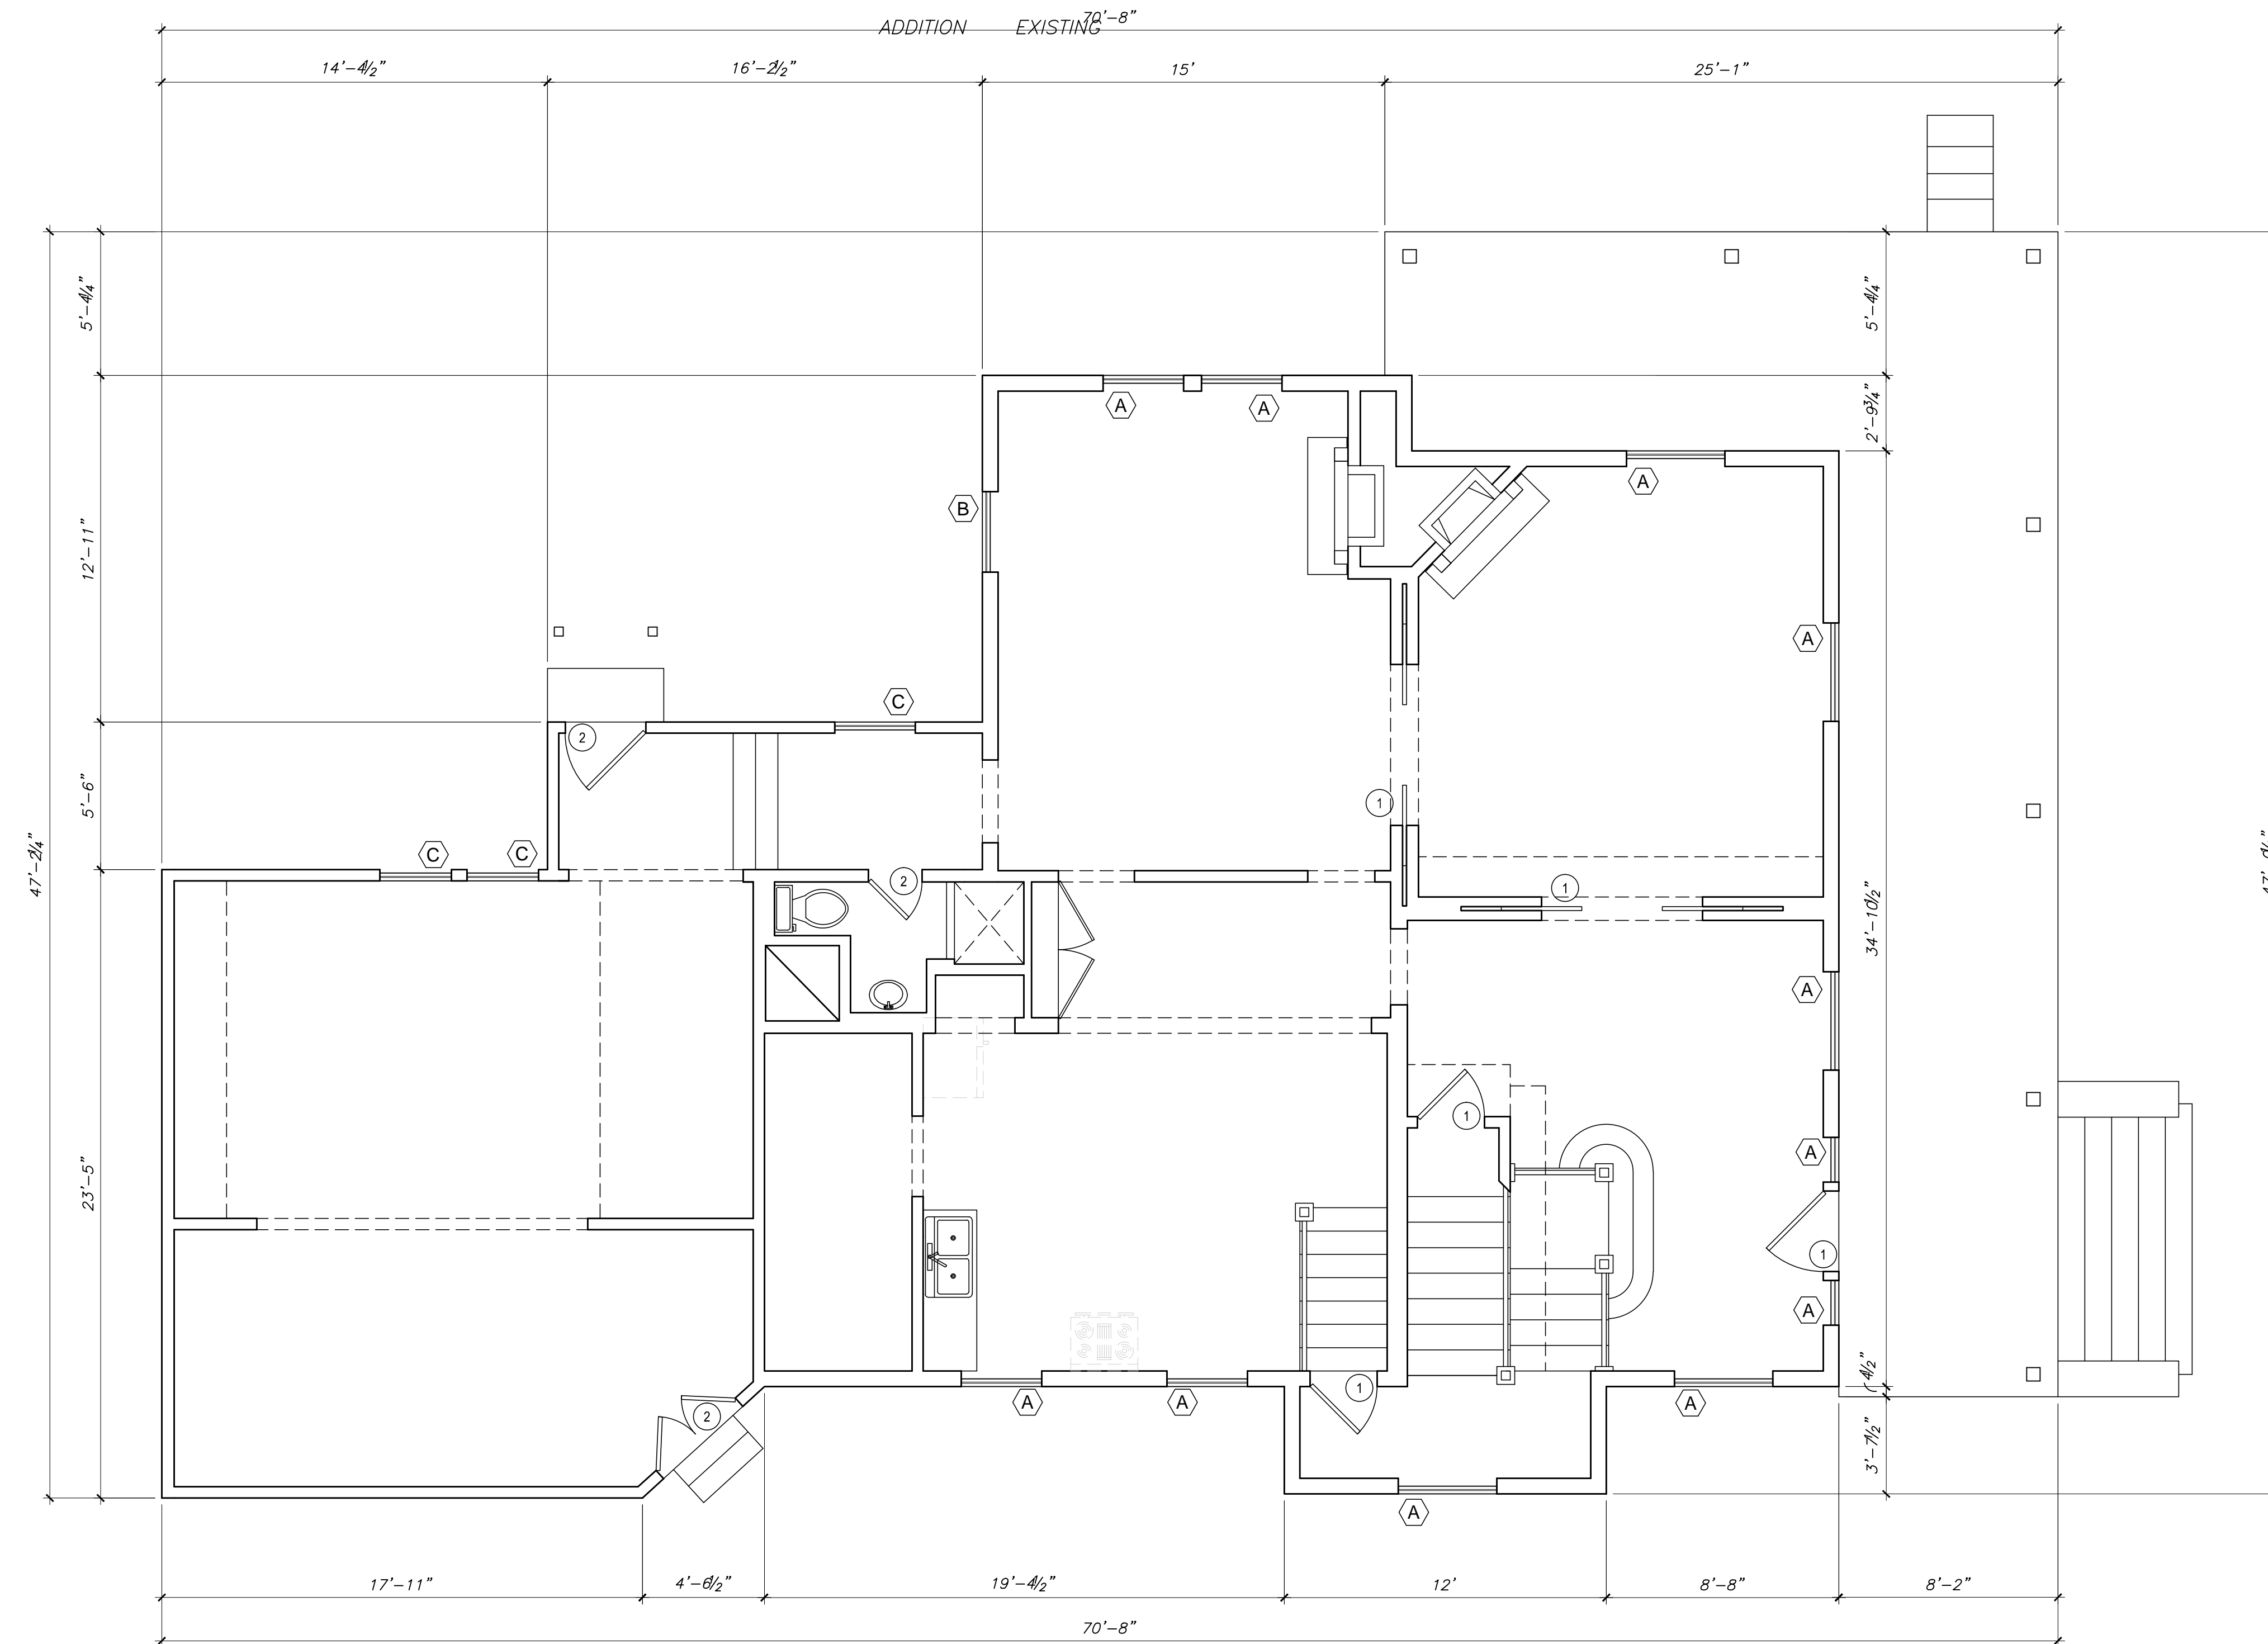 70'-8"
ADDITION EXISTING
14'-4½" 16'-2½" 15' 25'-1"
5'-4¼" 5'-4¼"
A A
2'-9¾"
A
B
12'-11"
A
C
2
5'-6"
1
47'-2¼"
C C
2
1
34'-10½"
A
1
A
23'-5"
1
A
1
A A A
2
3'-7½"
A
17'-11" 4'-6½" 19'-4½" 12' 8'-8" 8'-2"
70'-8"